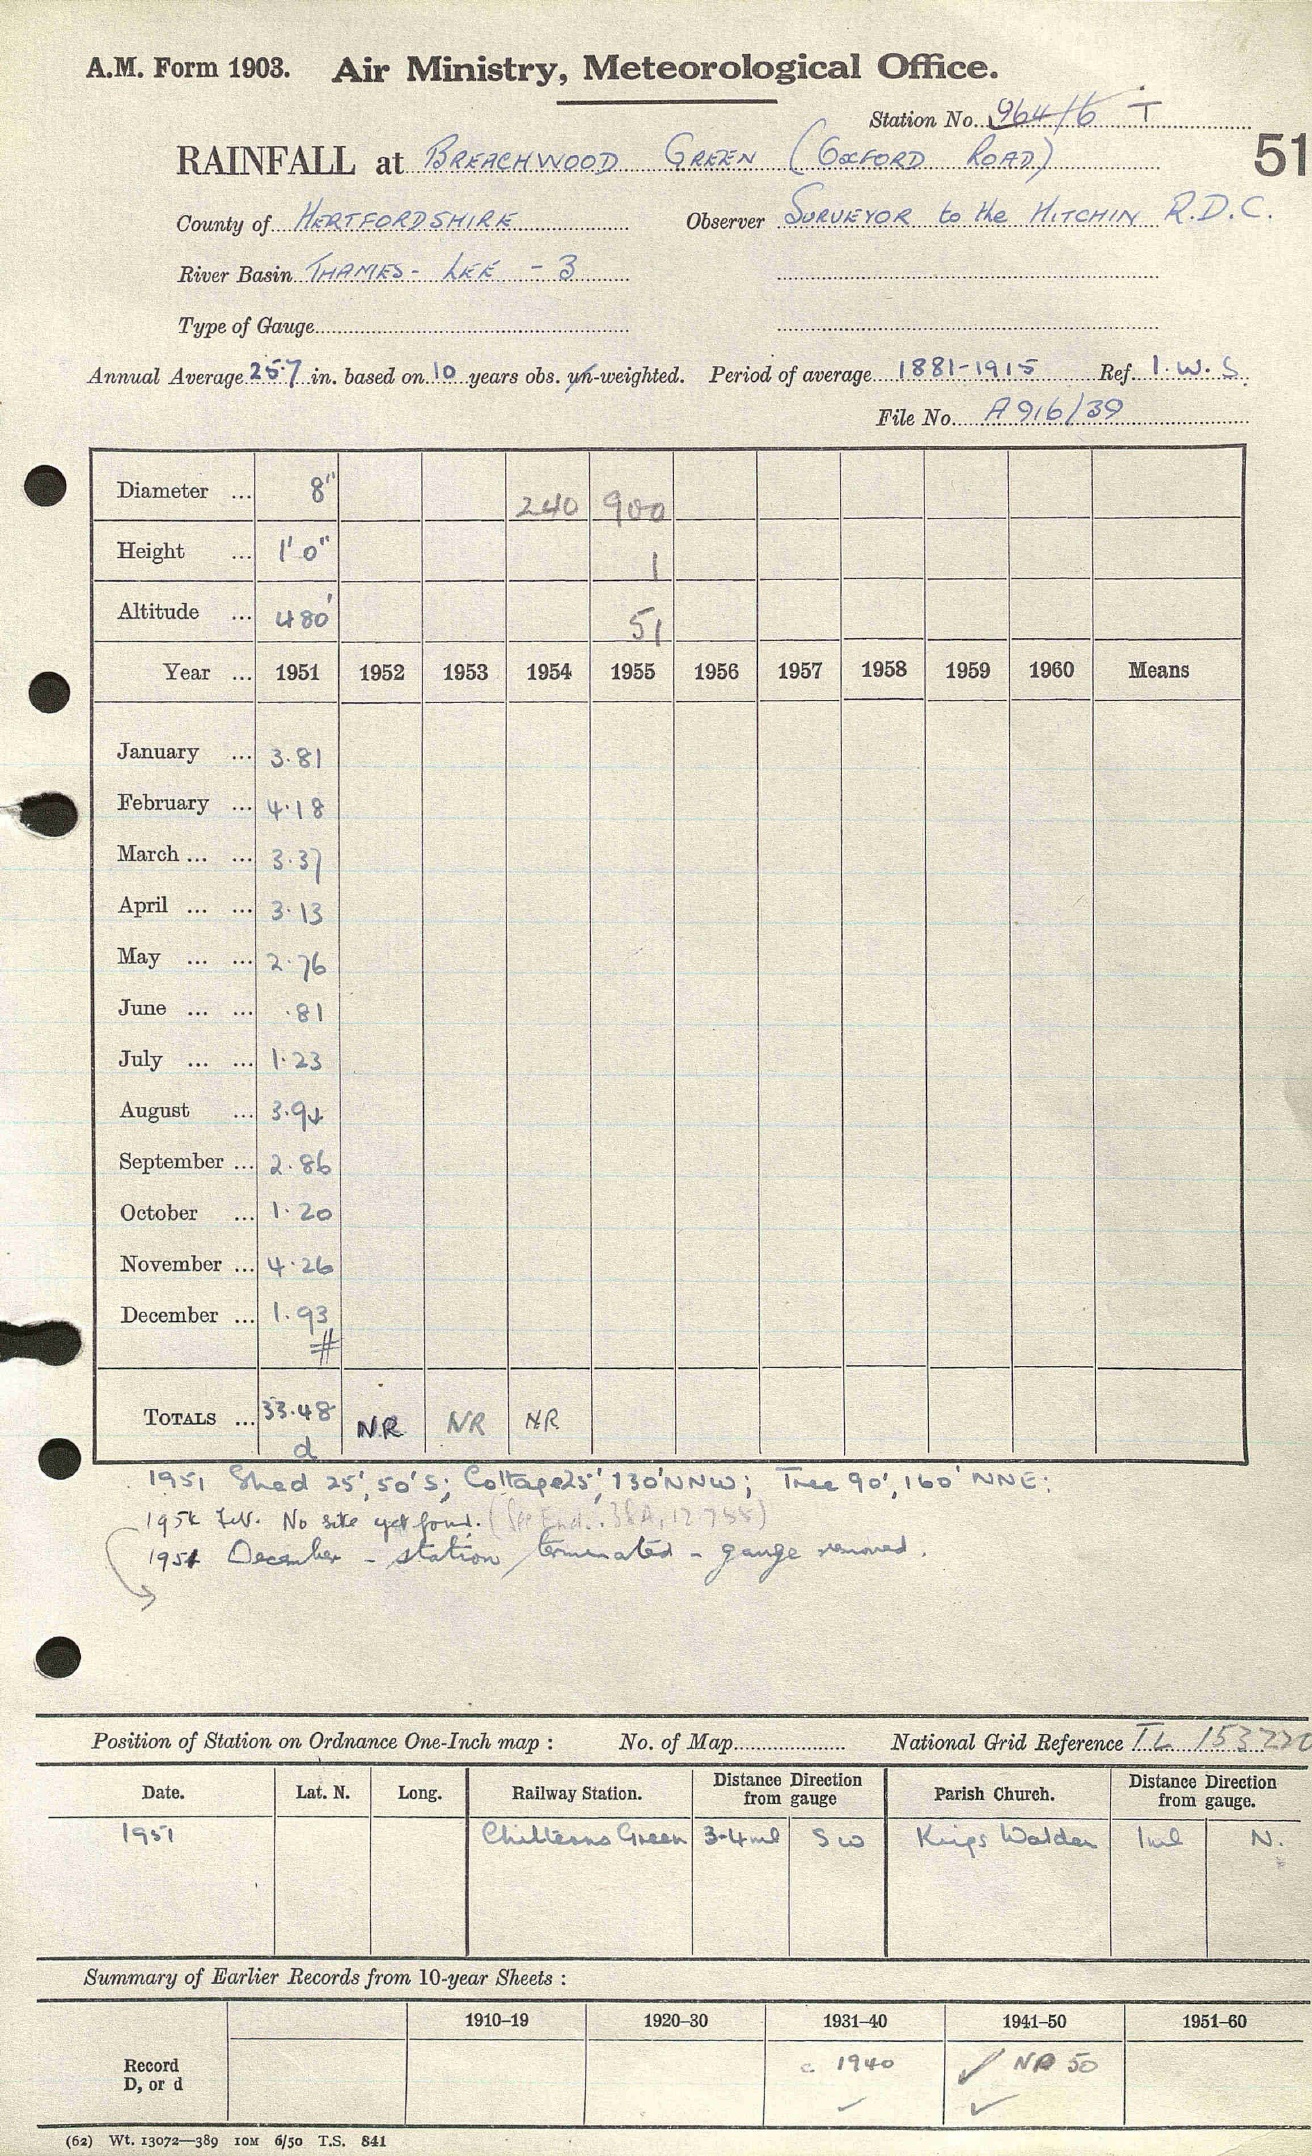 A.M. Form 1903. Air Ministry, Meteorological Office.
Station No. 964/6 T
RAINFALL at BREACHWOOD GREEN (OXFORD ROAD) 51
County of HERTFORDSHIRE Observer SURVEYOR to the HITCHIN R.D.C.
River Basin THAMES - LEE - 3
Type of Gauge
Annual Average 25·7 in. based on 10 years obs. un-weighted. Period of average 1881-1915 Ref. I.W.S.
File No. A916/39
Diameter ... 8" 240 900
Height ... 1' 0" 1
Altitude ... 480' 51
Year ... 1951 1952 1953 1954 1955 1956 1957 1958 1959 1960 Means
January ... 3·81
February ... 4·18
March ... ... 3·37
April ... ... 3·13
May ... ... 2·76
June ... ... ·81
July ... ... 1·23
August ... 3·94
September ... 2·86
October ... 1·20
November ... 4·26
December ... 1·93
#
TOTALS ... 33·48 NR NR NR
d
1951 Shed 25', 50' S; Cottage 25', 130' NNW; Tree 90', 160' NNE:
No site yet found.
1951 December - station terminated - gauge removed.
Position of Station on Ordnance One-Inch map : No. of Map National Grid Reference TL 153220
Date. Lat. N. Long. Railway Station. Distance Direction from gauge Parish Church. Distance Direction from gauge.
1951 Chilterns Green 3-4 ml SW Kings Walden 1ml N.
Summary of Earlier Records from 10-year Sheets :
1910–19 1920–30 1931–40 1941–50 1951–60
Record D, or d c 1940 ✓ NR 50
✓ ✓
(62) Wt. 13072—389 10M 6/50 T.S. 841